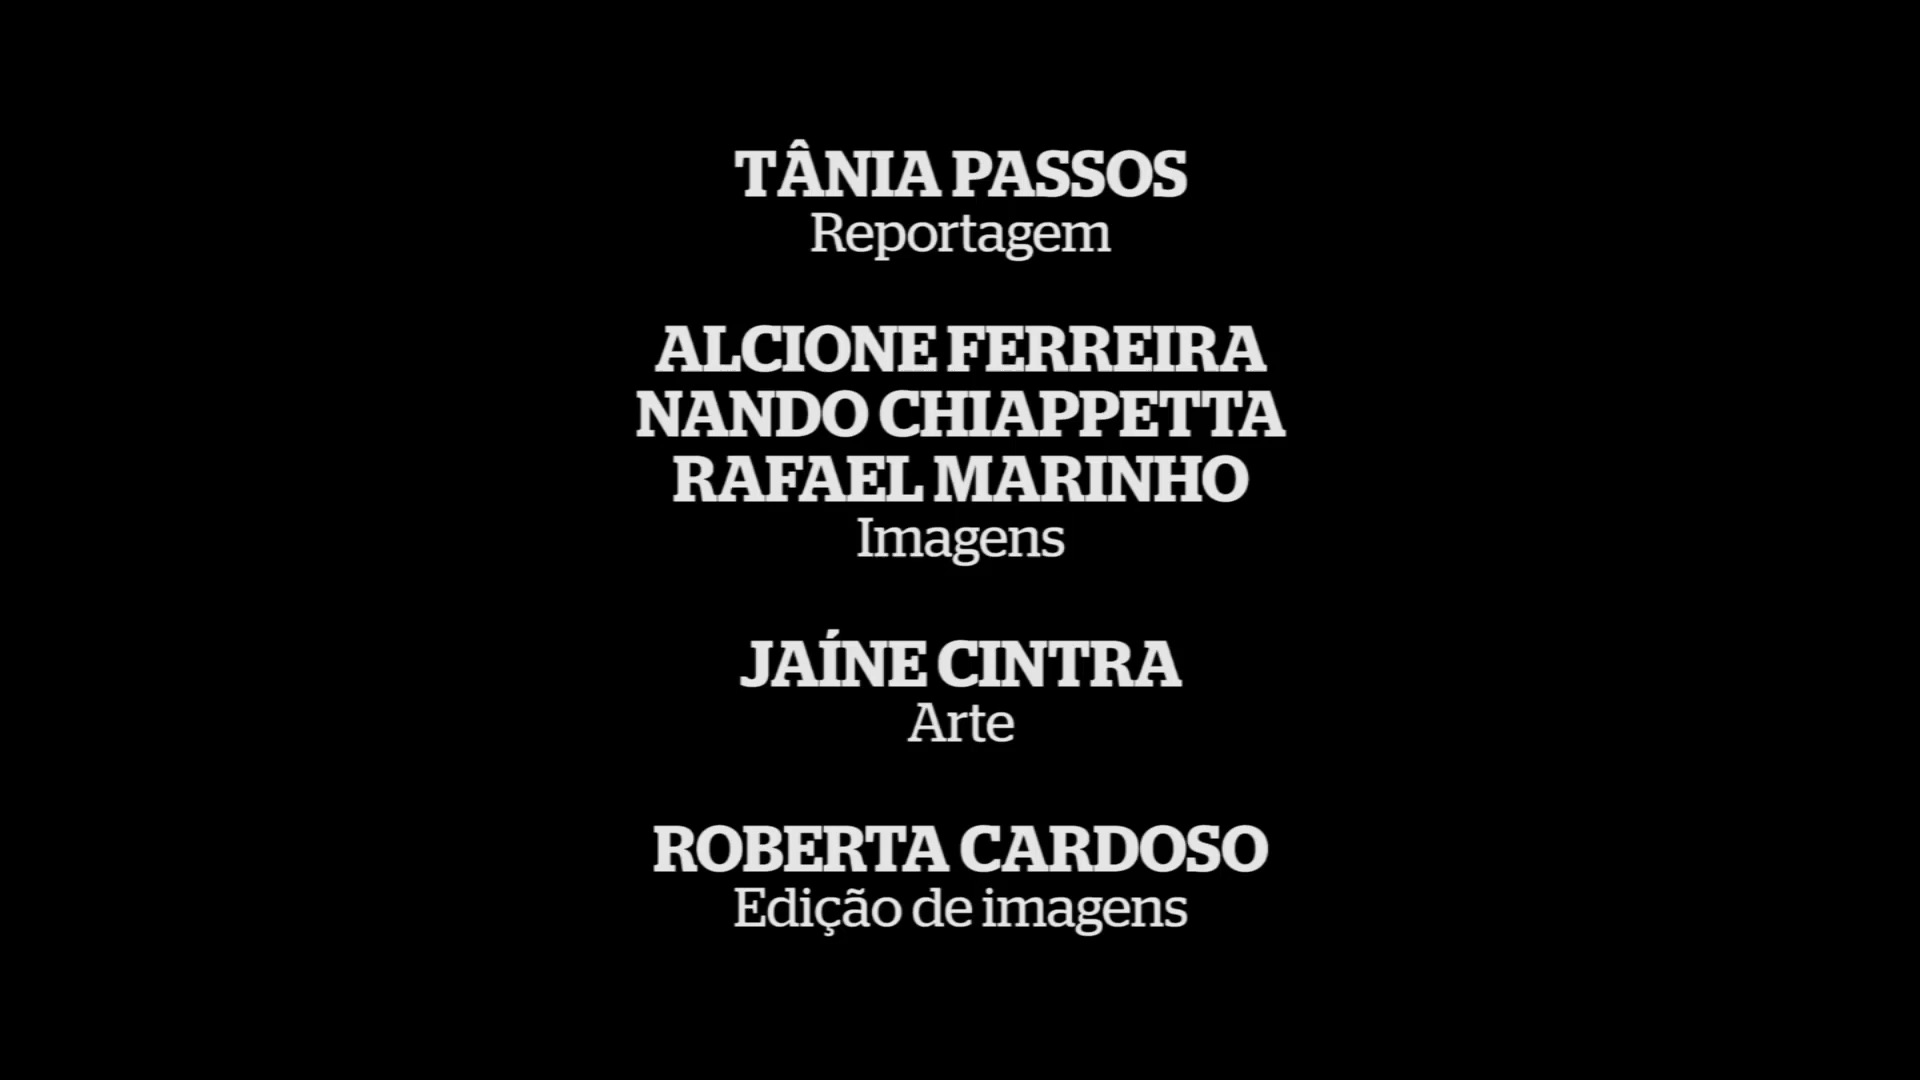 TÂNIA PASSOS
Reportagem
ALCIONE FERREIRA
NANDO CHIAPPETTA
RAFAEL MARINHO
Imagens
JAÍNE CINTRA
Arte
ROBERTA CARDOSO
Edição de imagens